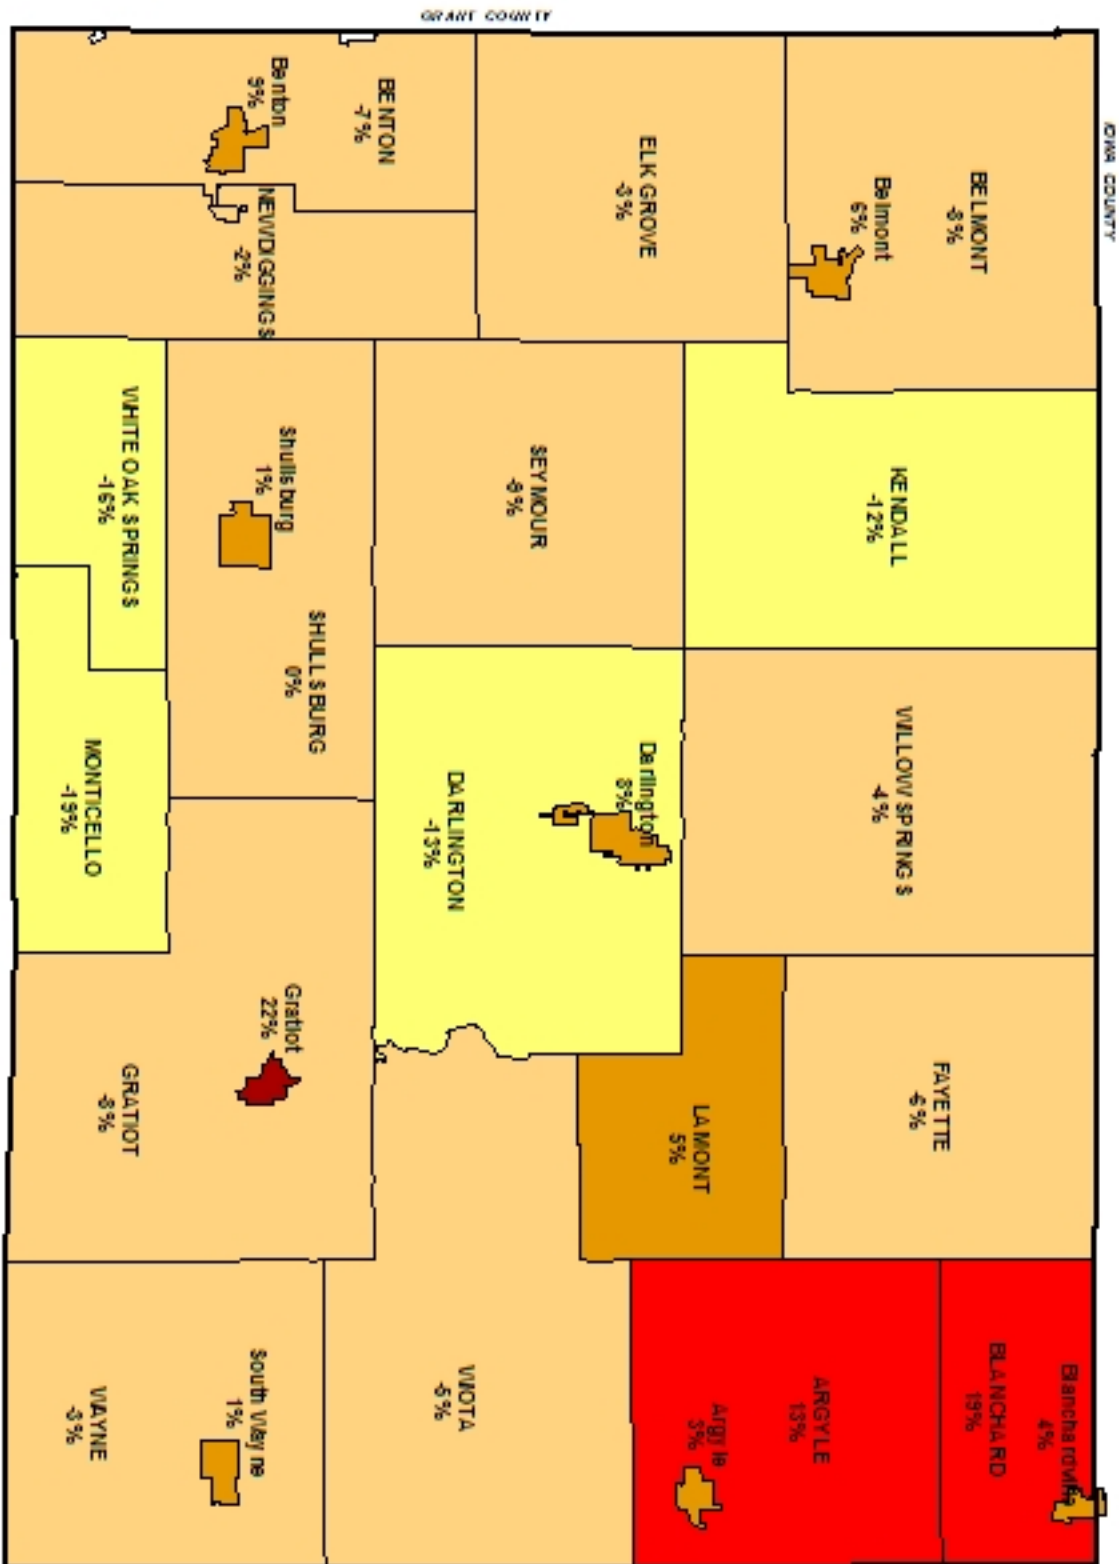 IOWA COUNTY
GRANT COUNTY
BELMONT
-8%
Belmont
6%
KENDALL
-12%
WILLOW SPRINGS
-4%
FAYETTE
-6%
Blanchardville
4%
BLANCHARD
19%
ARGYLE
13%
Argyle
3%
LAMONT
5%
ELK GROVE
-3%
SEYMOUR
-9%
Darlington
3%
DARLINGTON
-13%
WIOTA
-5%
BENTON
-7%
Benton
9%
NEW DIGGINGS
-2%
Shullsburg
1%
SHULLSBURG
0%
Gratiot
22%
GRATIOT
-8%
South Wayne
1%
WAYNE
-3%
WHITE OAK SPRINGS
-16%
MONTICELLO
-19%